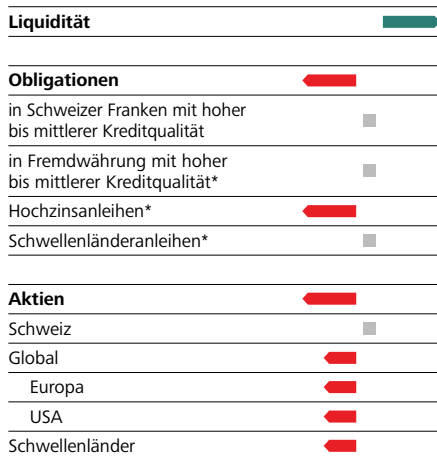 Liquidität
Obligationen
in Schweizer Franken mit hoher
bis mittlerer Kreditqualität
in Fremdwährung mit hoher
bis mittlerer Kreditqualität*
Hochzinsanleihen*
Schwellenländeranleihen*
Aktien
Schweiz
Global
Europa
USA
Schwellenländer